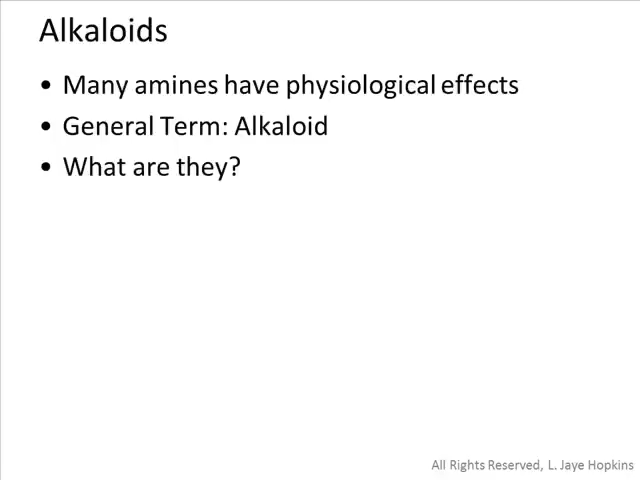 Alkaloids
• Many amines have physiological effects
• General Term: Alkaloid
• What are they?
All Rights Reserved, L. Jaye Hopkins